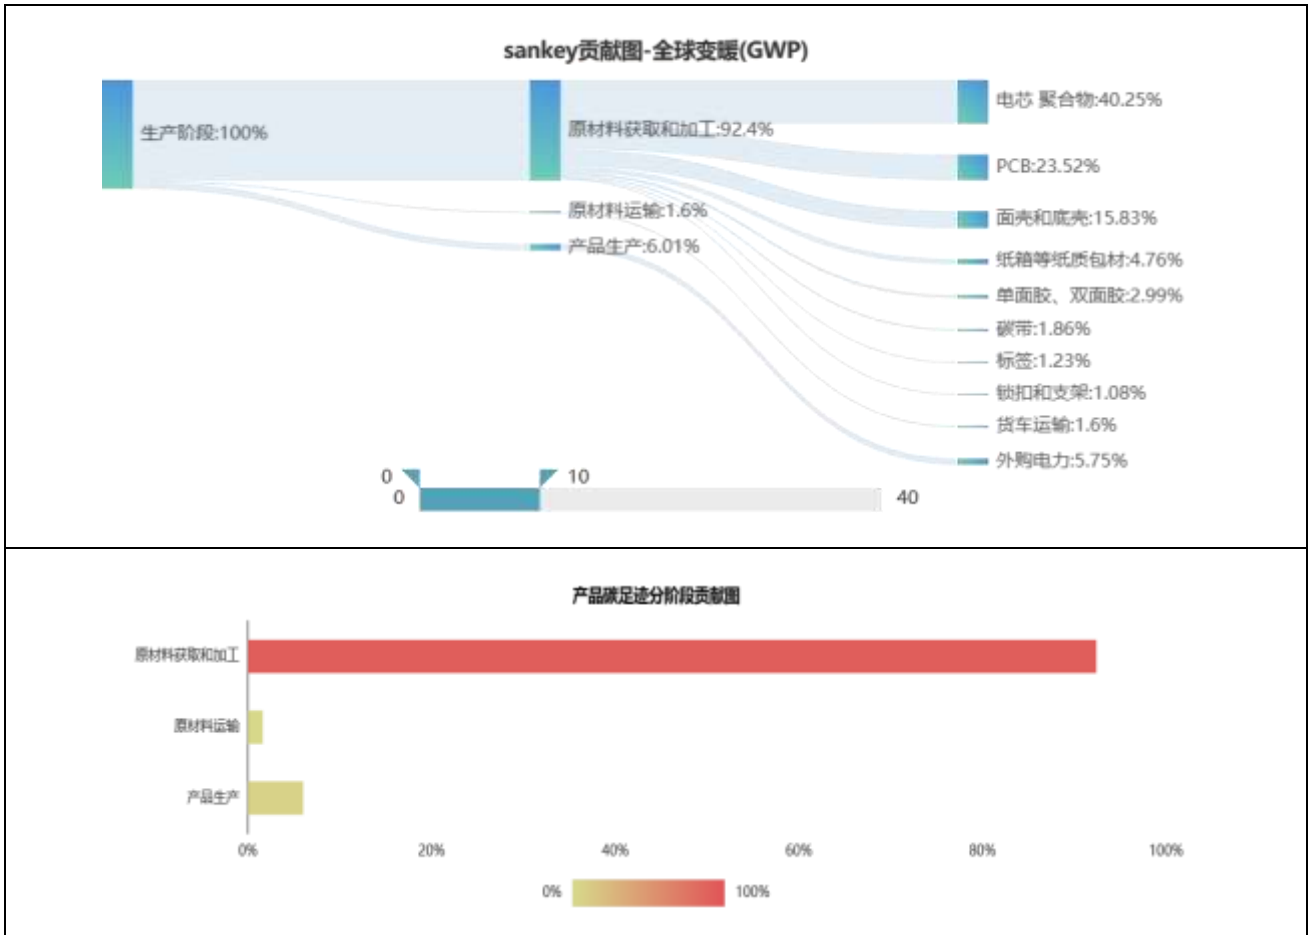 sankey贡献图-全球变暖(GWP)
生产阶段:100%
原材料获取和加工:92.4%
原材料运输:1.6%
产品生产:6.01%
电芯 聚合物:40.25%
PCB:23.52%
面壳和底壳:15.83%
纸箱等纸质包材:4.76%
单面胶、双面胶:2.99%
碳带:1.86%
标签:1.23%
锁扣和支架:1.08%
货车运输:1.6%
外购电力:5.75%
0 10
0 40
产品碳足迹分阶段贡献图
原材料获取和加工
原材料运输
产品生产
0% 20% 40% 60% 80% 100%
0% 100%